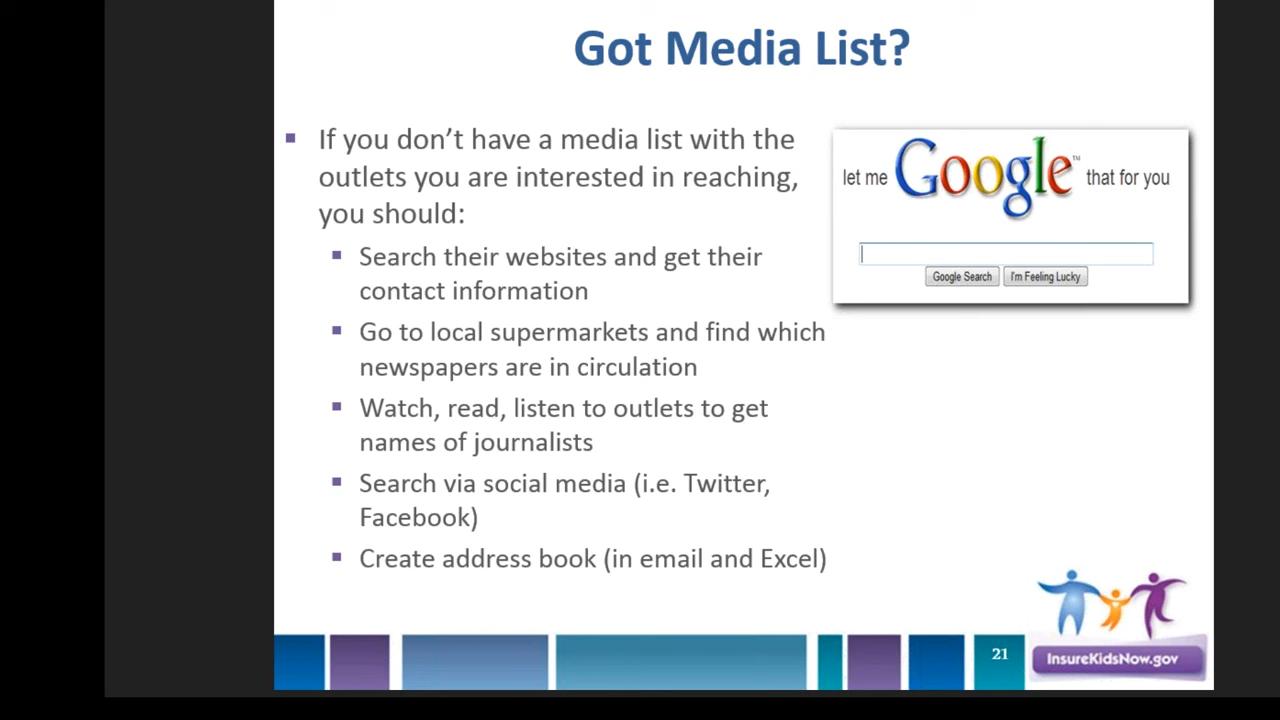 Got Media List?
▪ If you don’t have a media list with the
outlets you are interested in reaching,
you should:
▪ Search their websites and get their
contact information
▪ Go to local supermarkets and find which
newspapers are in circulation
▪ Watch, read, listen to outlets to get
names of journalists
▪ Search via social media (i.e. Twitter,
Facebook)
▪ Create address book (in email and Excel)
let me Google™ that for you
Google Search I'm Feeling Lucky
21
InsureKidsNow.gov